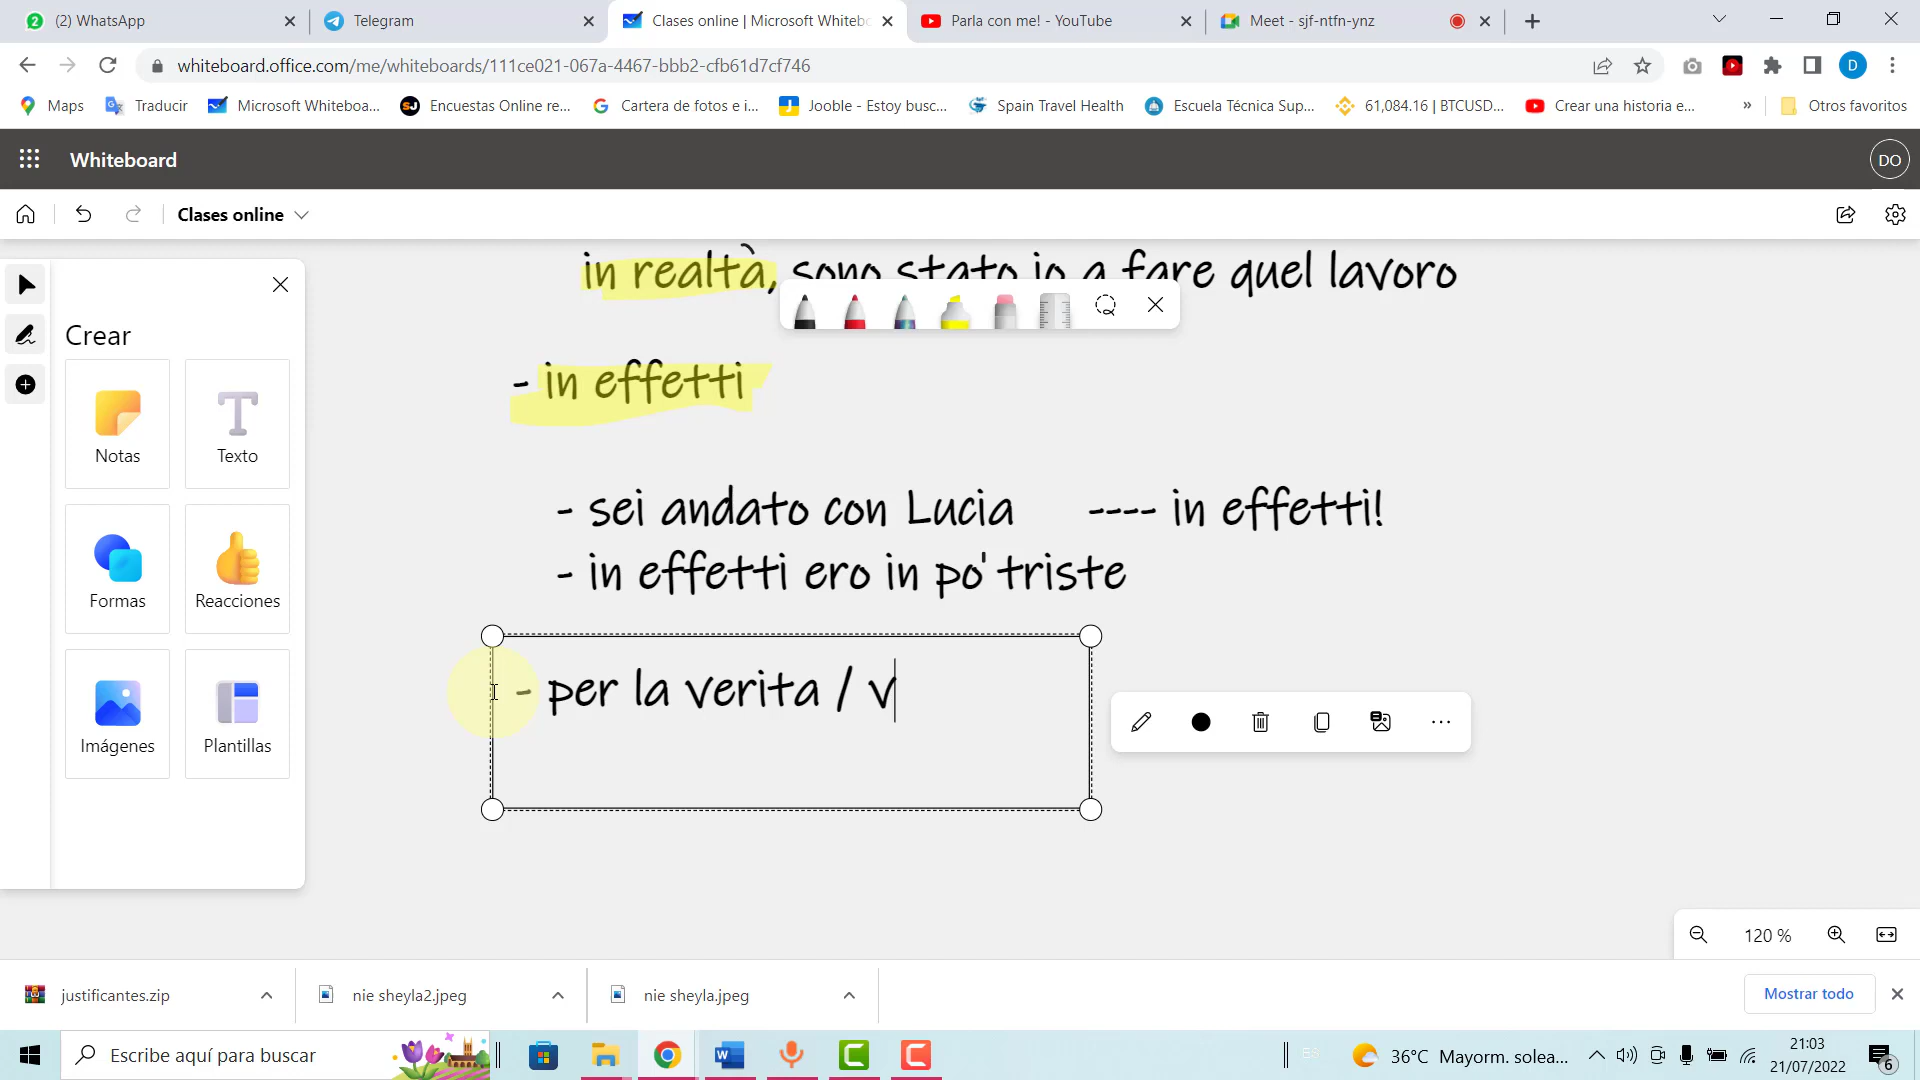 (2) WhatsApp
Telegram
Clases online | Microsoft Whitebo
Parla con me! - YouTube
Meet - sjf-ntfn-ynz
whiteboard.office.com/me/whiteboards/111ce021-067a-4467-bbb2-cfb61d7cf746
D
Maps
Traducir
Microsoft Whiteboa...
Encuestas Online re...
Cartera de fotos e i...
Jooble - Estoy busc...
Spain Travel Health
Escuela Técnica Sup...
61,084.16 | BTCUSD...
Crear una historia e...
»
Otros favoritos
Whiteboard
DO
Clases online
in realtà, sono stato io a fare quel lavoro
Crear
- in effetti
Notas
Texto
- sei andato con Lucia ---- in effetti!
- in effetti ero in po' triste
Formas
Reacciones
- per la verita / v
Imágenes
Plantillas
120 %
justificantes.zip
nie sheyla2.jpeg
nie sheyla.jpeg
Mostrar todo
Escribe aquí para buscar
36°C Mayorm. solea...
21:03
21/07/2022
6